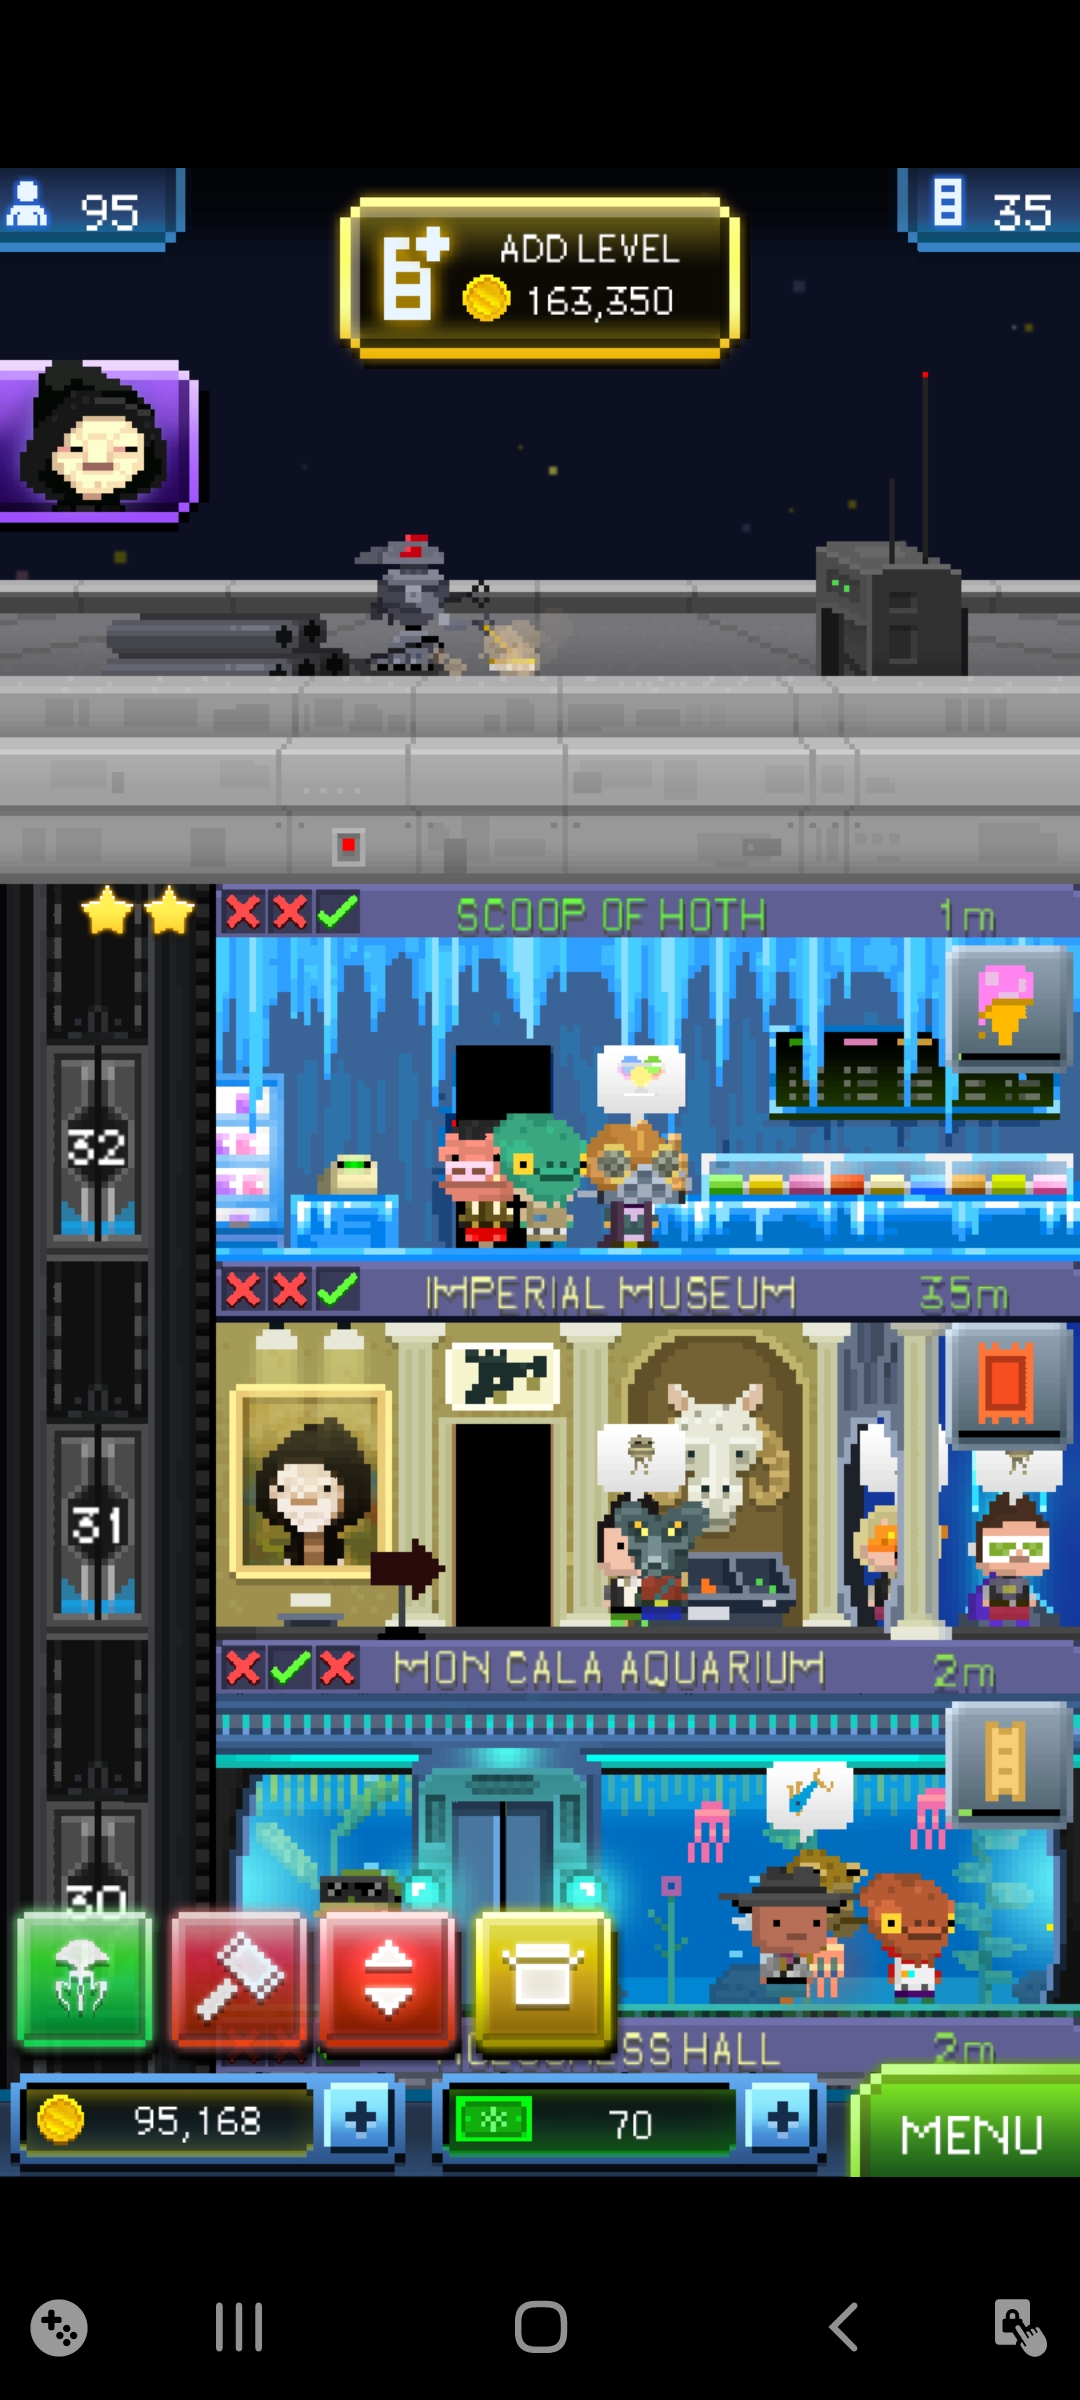 95
ADD LEVEL
163,350
35
SCOOP OF HOTH
1m
32
IMPERIAL MUSEUM
35m
31
MON CALA AQUARIUM
2m
30
HALL
2m
95,168
70
MENU